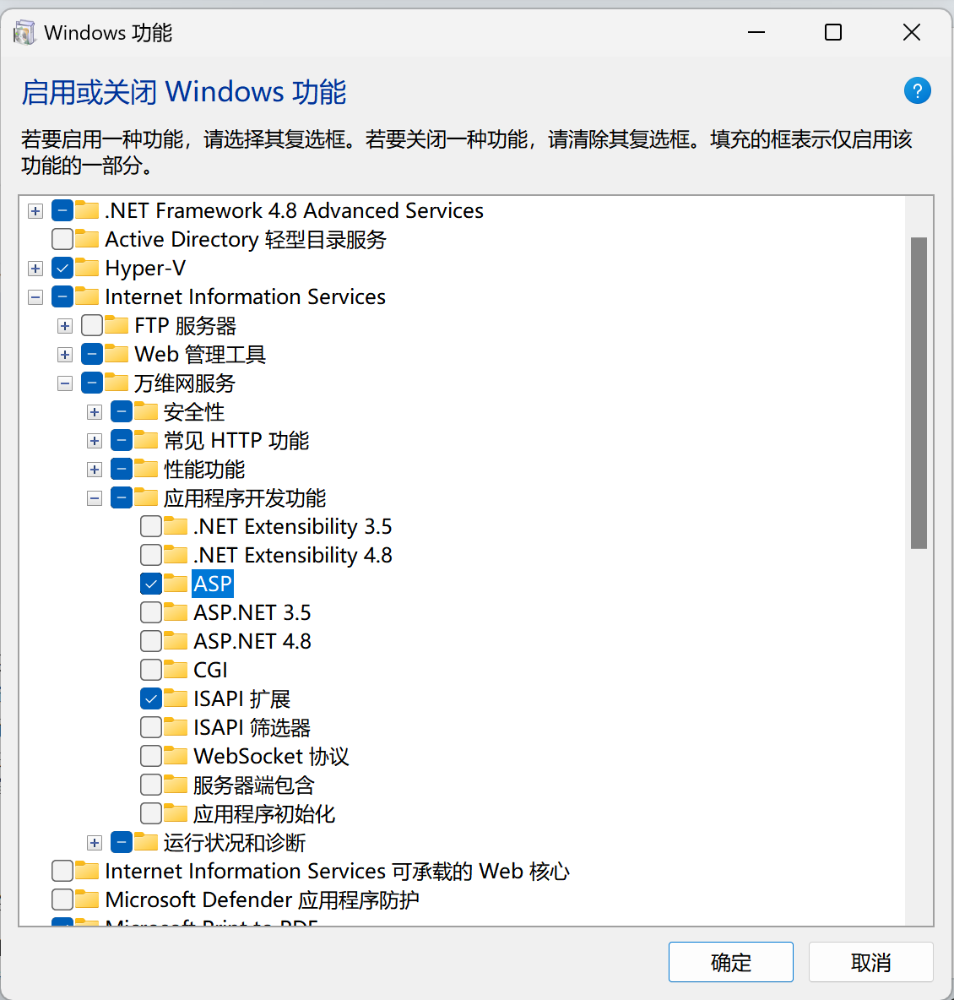 Windows 功能
启用或关闭 Windows 功能
若要启用一种功能，请选择其复选框。若要关闭一种功能，请清除其复选框。填充的框表示仅启用该
功能的一部分。
.NET Framework 4.8 Advanced Services
Active Directory 轻型目录服务
Hyper-V
Internet Information Services
FTP 服务器
Web 管理工具
万维网服务
安全性
常见 HTTP 功能
性能功能
应用程序开发功能
.NET Extensibility 3.5
.NET Extensibility 4.8
ASP
ASP.NET 3.5
ASP.NET 4.8
CGI
ISAPI 扩展
ISAPI 筛选器
WebSocket 协议
服务器端包含
应用程序初始化
运行状况和诊断
Internet Information Services 可承载的 Web 核心
Microsoft Defender 应用程序防护
Microsoft Print to PDF
确定
取消